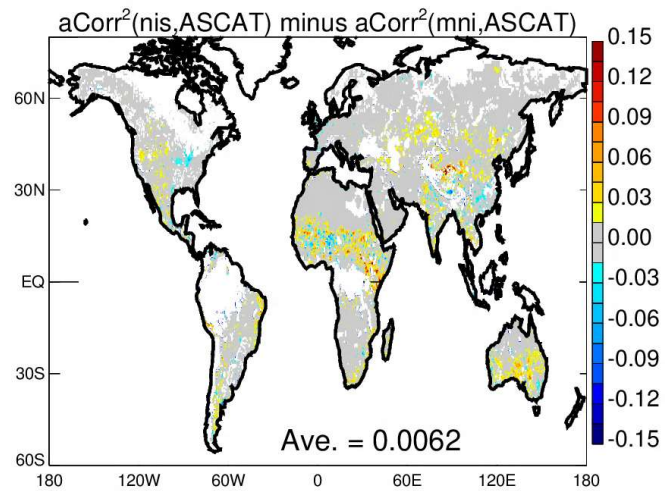 aCorr²(nis,ASCAT) minus aCorr²(mni,ASCAT)
60N
30N
EQ
30S
60S
180
120W
60W
0
60E
120E
180
Ave. = 0.0062
0.15
0.12
0.09
0.06
0.03
0.00
-0.03
-0.06
-0.09
-0.12
-0.15